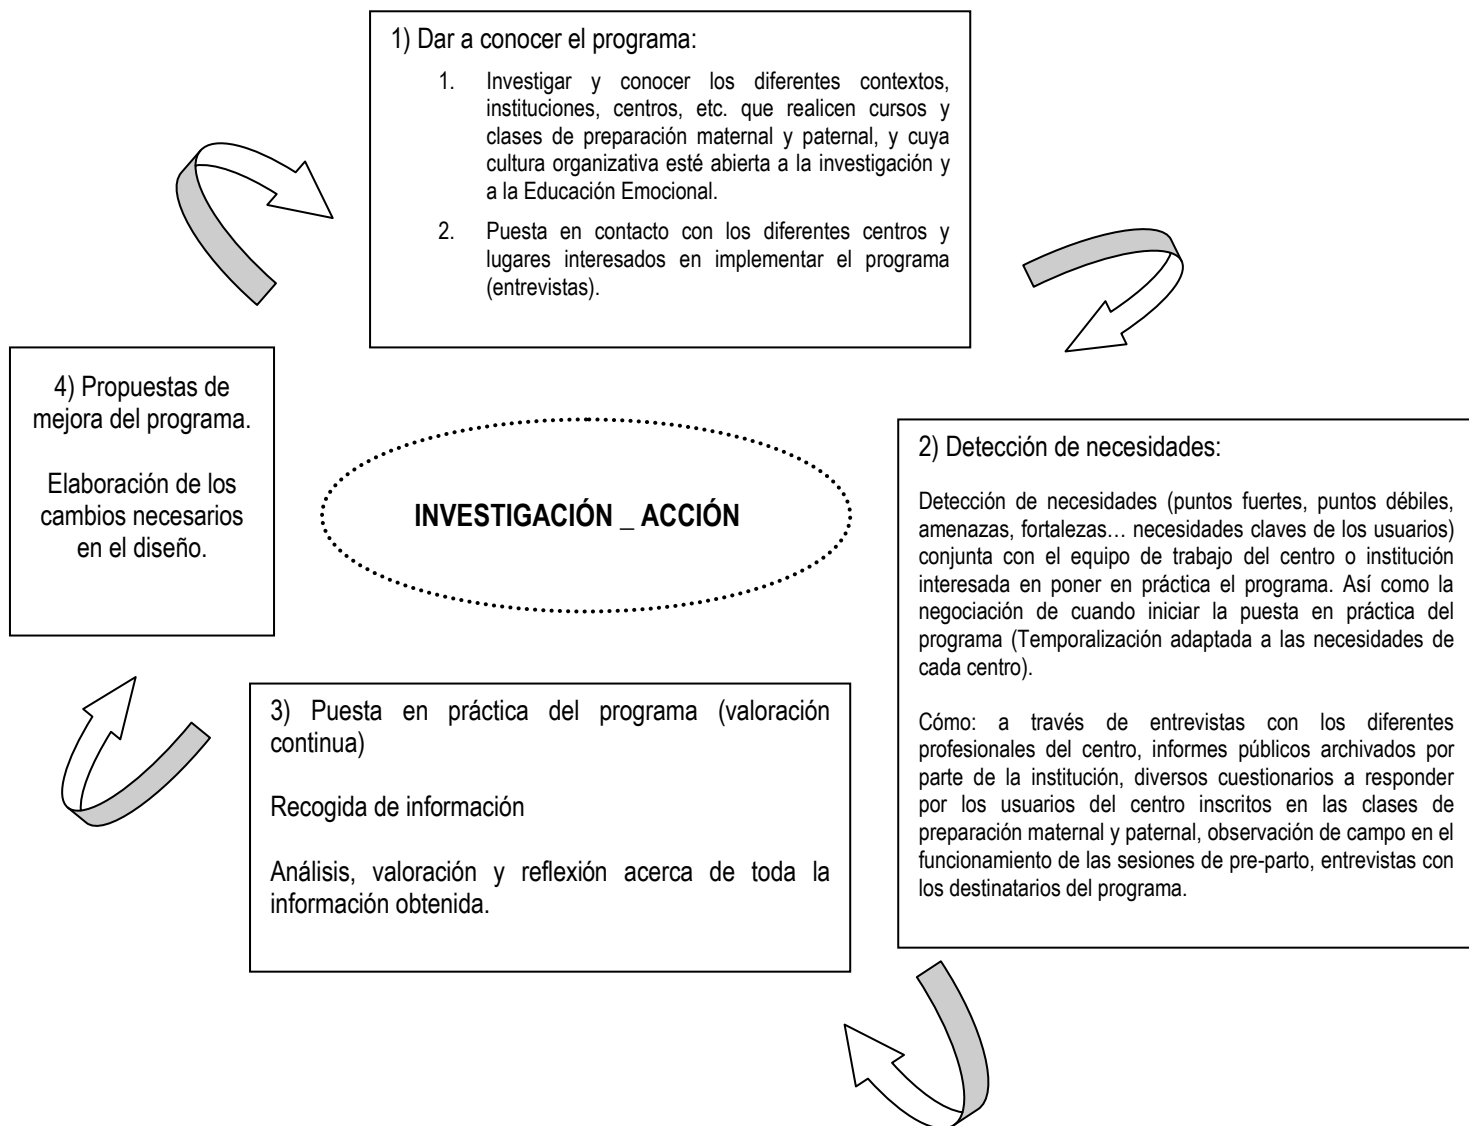 1) Dar a conocer el programa:
1. Investigar y conocer los diferentes contextos,
instituciones, centros, etc. que realicen cursos y
clases de preparación maternal y paternal, y cuya
cultura organizativa esté abierta a la investigación y
a la Educación Emocional.
2. Puesta en contacto con los diferentes centros y
lugares interesados en implementar el programa
(entrevistas).
4) Propuestas de
mejora del programa.
Elaboración de los
cambios necesarios
en el diseño.
INVESTIGACIÓN _ ACCIÓN
2) Detección de necesidades:
Detección de necesidades (puntos fuertes, puntos débiles,
amenazas, fortalezas… necesidades claves de los usuarios)
conjunta con el equipo de trabajo del centro o institución
interesada en poner en práctica el programa. Así como la
negociación de cuando iniciar la puesta en práctica del
programa (Temporalización adaptada a las necesidades de
cada centro).
Cómo: a través de entrevistas con los diferentes
profesionales del centro, informes públicos archivados por
parte de la institución, diversos cuestionarios a responder
por los usuarios del centro inscritos en las clases de
preparación maternal y paternal, observación de campo en el
funcionamiento de las sesiones de pre-parto, entrevistas con
los destinatarios del programa.
3) Puesta en práctica del programa (valoración
continua)
Recogida de información
Análisis, valoración y reflexión acerca de toda la
información obtenida.